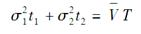 σ₁²t₁ + σ₂²t₂ = V̅ T